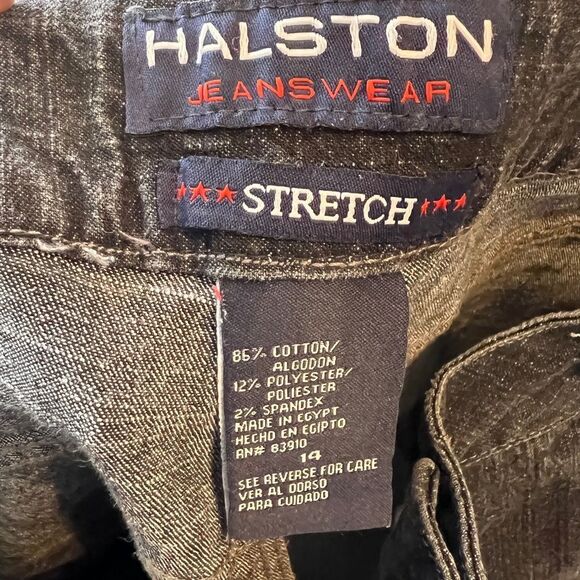 HALSTON
JEANSWEAR
STRETCH
86% COTTON/
ALGODON
12% POLYESTER/
POLIESTER
2% SPANDEX
MADE IN EGYPT
HECHO EN EGIPTO
RN# 83910
14
SEE REVERSE FOR CARE
VER AL DORSO
PARA CUIDADO